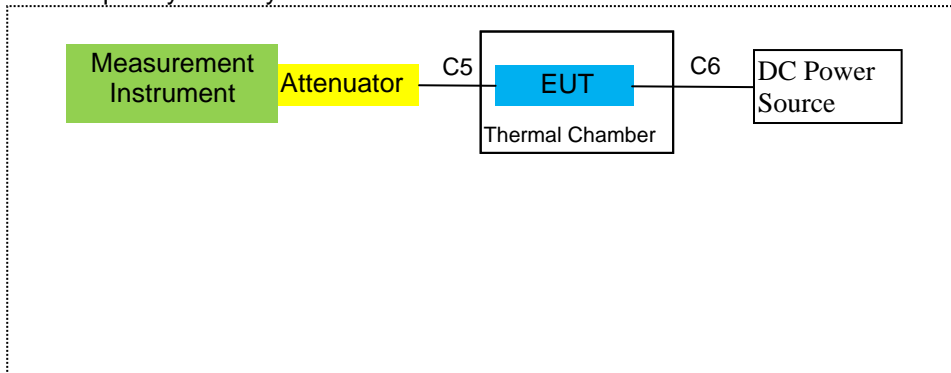 Measurement
Instrument
Attenuator
C5
EUT
Thermal Chamber
C6
DC Power
Source